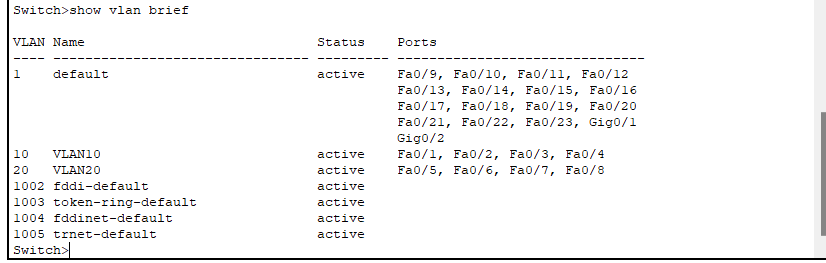 Switch>show vlan brief
VLAN Name                             Status    Ports
---- -------------------------------- --------- -------------------------------
1    default                          active    Fa0/9, Fa0/10, Fa0/11, Fa0/12
                                                Fa0/13, Fa0/14, Fa0/15, Fa0/16
                                                Fa0/17, Fa0/18, Fa0/19, Fa0/20
                                                Fa0/21, Fa0/22, Fa0/23, Gig0/1
                                                Gig0/2
10   VLAN10                           active    Fa0/1, Fa0/2, Fa0/3, Fa0/4
20   VLAN20                           active    Fa0/5, Fa0/6, Fa0/7, Fa0/8
1002 fddi-default                     active
1003 token-ring-default               active
1004 fddinet-default                  active
1005 trnet-default                    active
Switch>